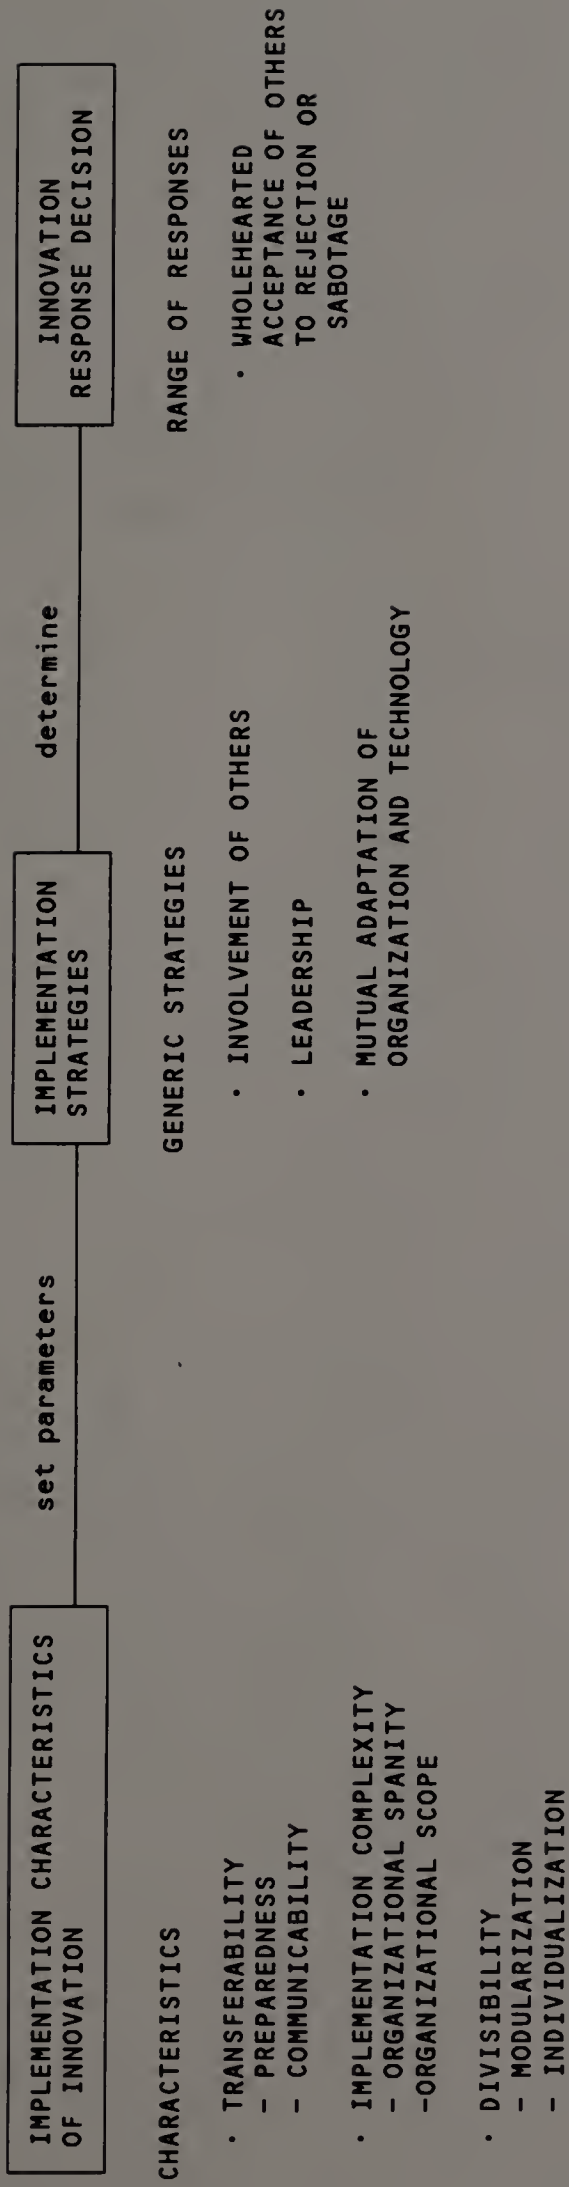 IMPLEMENTATION CHARACTERISTICS
OF INNOVATION
set parameters
IMPLEMENTATION
STRATEGIES
determine
INNOVATION
RESPONSE DECISION
CHARACTERISTICS
• TRANSFERABILITY
– PREPAREDNESS
– COMMUNICABILITY
• IMPLEMENTATION COMPLEXITY
– ORGANIZATIONAL SPANITY
-ORGANIZATIONAL SCOPE
• DIVISIBILITY
– MODULARIZATION
– INDIVIDUALIZATION
GENERIC STRATEGIES
• INVOLVEMENT OF OTHERS
• LEADERSHIP
• MUTUAL ADAPTATION OF
ORGANIZATION AND TECHNOLOGY
RANGE OF RESPONSES
• WHOLEHEARTED
ACCEPTANCE OF OTHERS
TO REJECTION OR
SABOTAGE